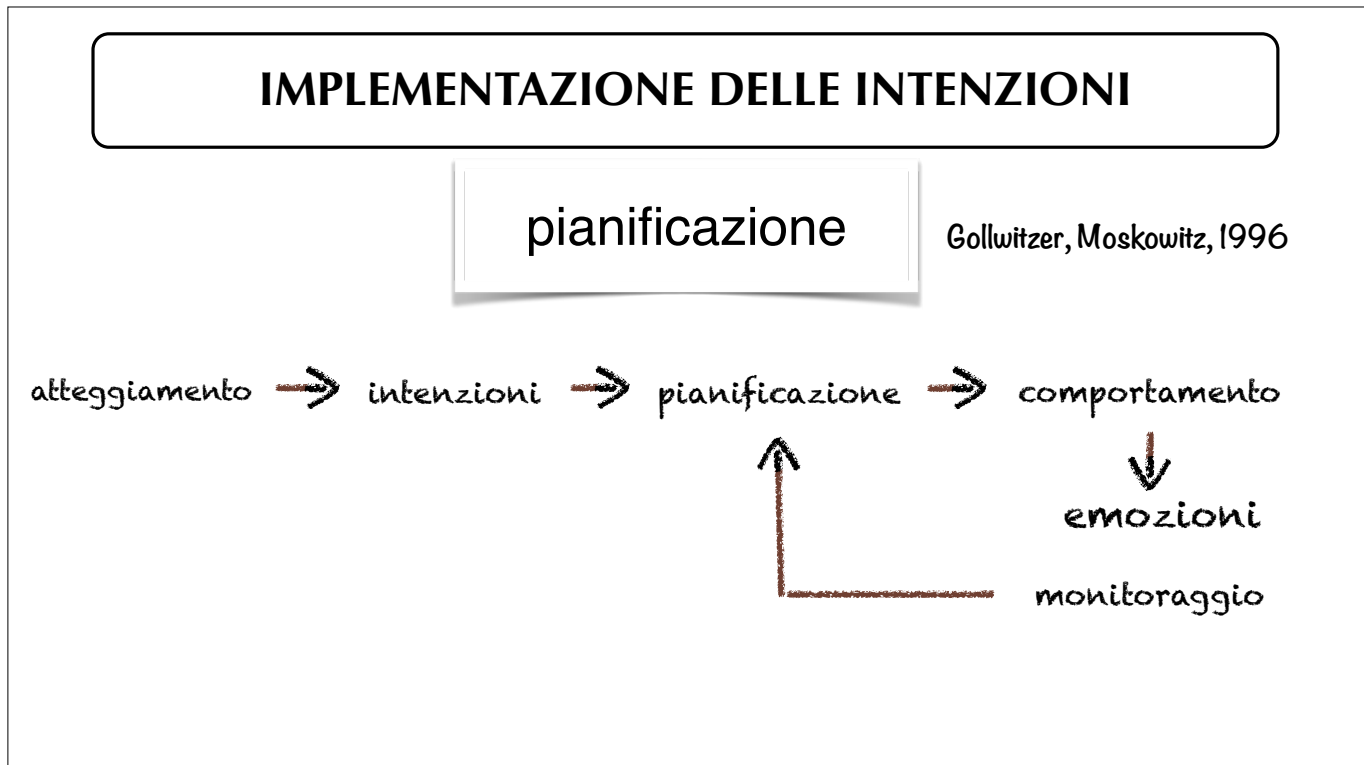 IMPLEMENTAZIONE DELLE INTENZIONI
pianificazione
Gollwitzer, Moskowitz, 1996
atteggiamento
intenzioni
pianificazione
comportamento
emozioni
monitoraggio